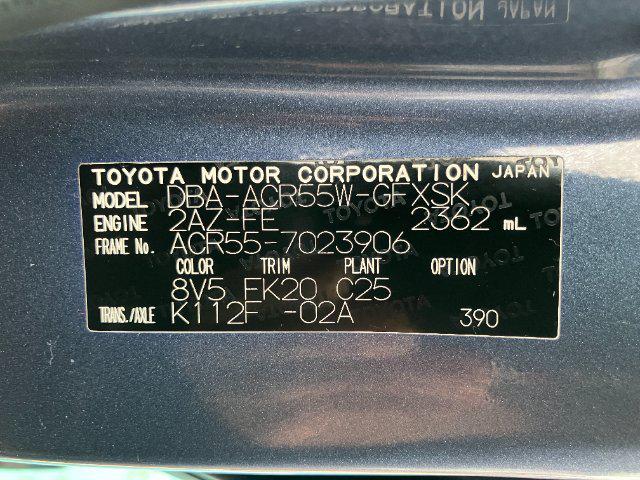 TOYOTA MOTOR CORPORATION JAPAN
MODEL DBA-ACR55W-GFXSK
ENGINE 2AZ-FE 2362 mL
FRAME No. ACR55-7023906
COLOR TRIM PLANT OPTION
8V5 FK20 C25
TRANS./AXLE K112F -02A 390